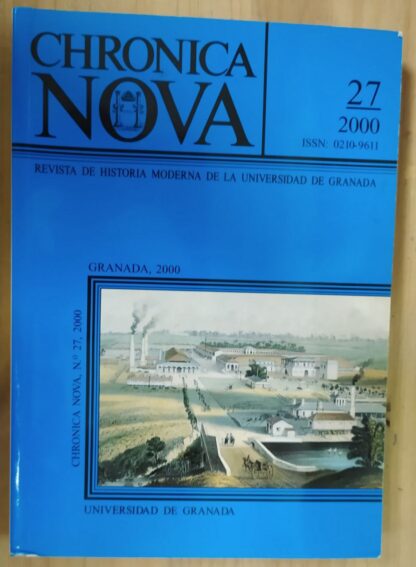 CHRONICA
NOVA
27
2000
ISSN: 0210-9611
REVISTA DE HISTORIA MODERNA DE LA UNIVERSIDAD DE GRANADA
GRANADA, 2000
CHRONICA NOVA, N.º 27, 2000
UNIVERSIDAD DE GRANADA